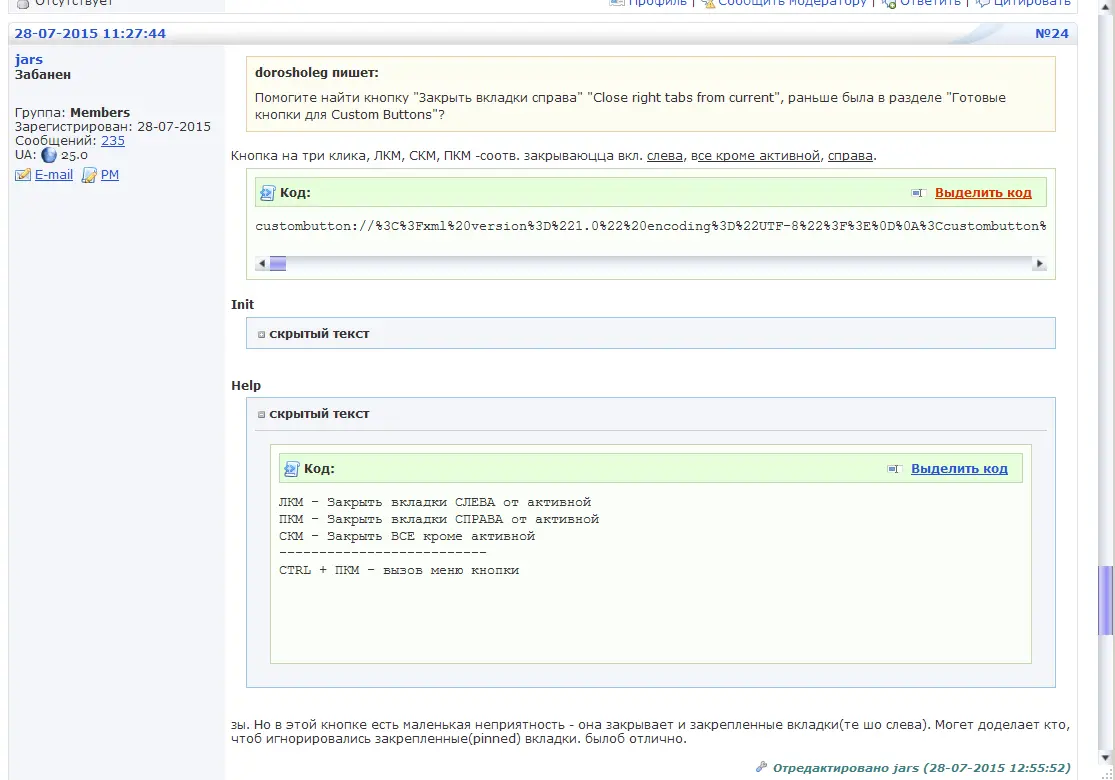 Отсутствует
Профиль | Сообщить модератору | Ответить | Цитировать
28-07-2015 11:27:44 №24
jars
Забанен
Группа: Members
Зарегистрирован: 28-07-2015
Сообщений: 235
UA: 25.0
E-mail PM
dorosholeg пишет:
Помогите найти кнопку "Закрыть вкладки справа" "Close right tabs from current", раньше была в разделе "Готовые
кнопки для Custom Buttons"?
Кнопка на три клика, ЛКМ, СКМ, ПКМ -соотв. закрываюцца вкл. слева, все кроме активной, справа.
Код: Выделить код
custombutton://%3C%3Fxml%20version%3D%221.0%22%20encoding%3D%22UTF-8%22%3F%3E%0D%0A%3Ccustombutton%
Init
скрытый текст
Help
скрытый текст
Код: Выделить код
ЛКМ - Закрыть вкладки СЛЕВА от активной
ПКМ - Закрыть вкладки СПРАВА от активной
СКМ - Закрыть ВСЕ кроме активной
--------------------------
CTRL + ПКМ - вызов меню кнопки
зы. Но в этой кнопке есть маленькая неприятность - она закрывает и закрепленные вкладки(те шо слева). Могет доделает кто,
чтоб игнорировались закрепленные(pinned) вкладки. былоб отлично.
Отредактировано jars (28-07-2015 12:55:52)